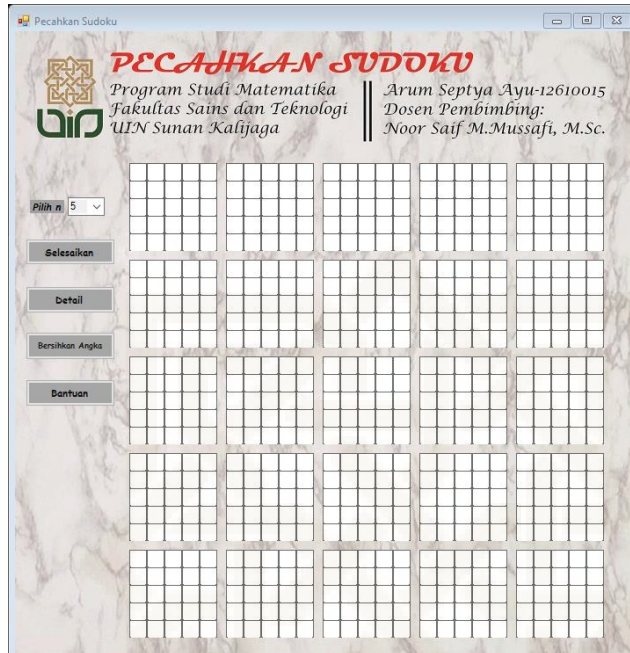 Pecahkan Sudoku
PECAHKAN SUDOKU
Program Studi Matematika
Fakultas Sains dan Teknologi
UIN Sunan Kalijaga
Arum Septya Ayu-12610015
Dosen Pembimbing:
Noor Saif M.Mussafi, M.Sc.
Pilih n 5
Selesaikan
Detail
Bersihkan Angka
Bantuan